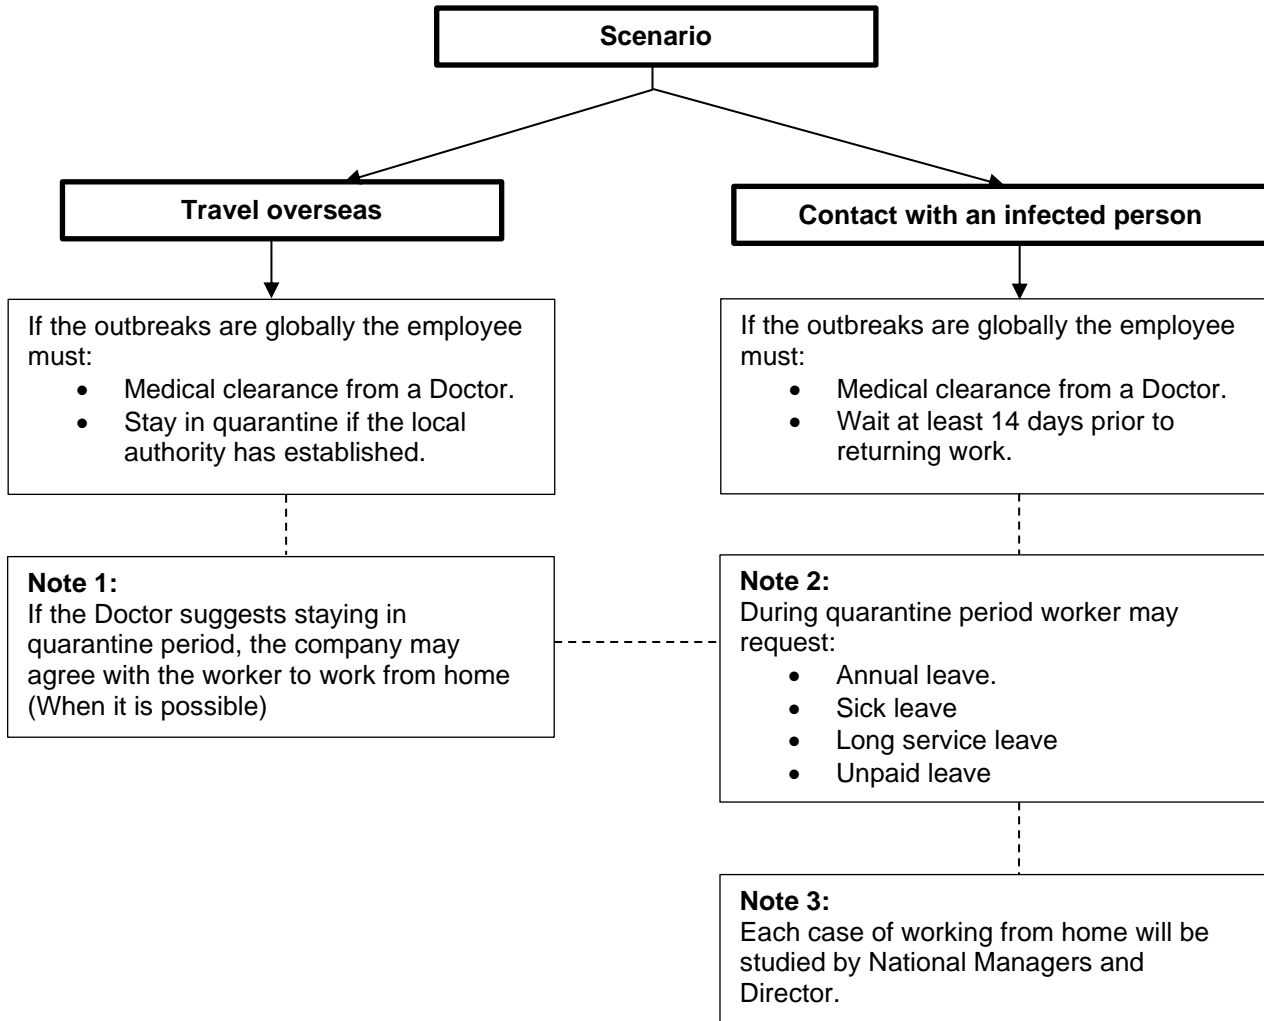 Scenario
Travel overseas
Contact with an infected person
If the outbreaks are globally the employee
must:
• Medical clearance from a Doctor.
• Stay in quarantine if the local
authority has established.
If the outbreaks are globally the employee
must:
• Medical clearance from a Doctor.
• Wait at least 14 days prior to
returning work.
Note 1:
If the Doctor suggests staying in
quarantine period, the company may
agree with the worker to work from home
(When it is possible)
Note 2:
During quarantine period worker may
request:
• Annual leave.
• Sick leave
• Long service leave
• Unpaid leave
Note 3:
Each case of working from home will be
studied by National Managers and
Director.